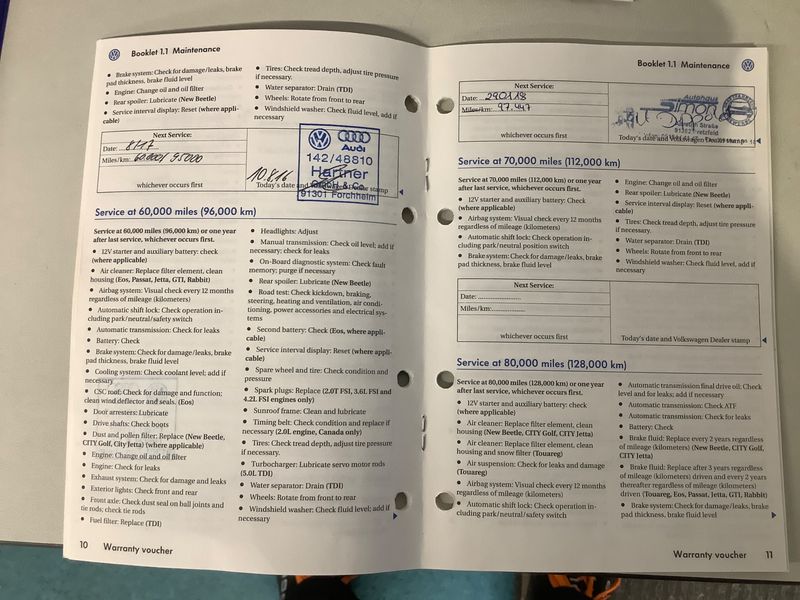 Booklet 1.1 Maintenance
• Brake system: Check for damage/leaks, brake
pad thickness, brake fluid level
• Engine: Change oil and oil filter
• Rear spoiler: Lubricate (New Beetle)
• Service interval display: Reset (where appli-
cable)
• Tires: Check tread depth, adjust tire pressure
if necessary.
• Water separator: Drain (TDI)
• Wheels: Rotate from front to rear
• Windshield washer: Check fluid level, add if
necessary
Next Service:
Date: 8/17
Miles/km: 60.000/95000
whichever occurs first
10.8.16
Audi
142/48810
Hartner
GmbH & Co.
91301 Forchheim
Today's date and Volkswagen Dealer stamp
Service at 60,000 miles (96,000 km)
Service at 60,000 miles (96,000 km) or one year
after last service, whichever occurs first.
• 12V starter and auxiliary battery: check
(where applicable)
• Air cleaner: Replace filter element, clean
housing (Eos, Passat, Jetta, GTI, Rabbit)
• Airbag system: Visual check every 12 months
regardless of mileage (kilometers)
• Automatic shift lock: Check operation in-
cluding park/neutral/safety switch
• Automatic transmission: Check for leaks
• Battery: Check
• Brake system: Check for damage/leaks, brake
pad thickness, brake fluid level
• Cooling system: Check coolant level; add if
necessary
• CSC roof: Check for damage and function;
clean wind deflector and seals. (Eos)
• Door arresters: Lubricate
• Drive shafts: Check boots
• Dust and pollen filter: Replace (New Beetle,
CITY Golf, City Jetta) (where applicable)
• Engine: Change oil and oil filter
• Engine: Check for leaks
• Exhaust system: Check for damage and leaks
• Exterior lights: Check front and rear
• Front axle: Check dust seal on ball joints and
tie rods; check tie rods
• Fuel filter: Replace (TDI)
• Headlights: Adjust
• Manual transmission: Check oil level; add if
necessary; check for leaks
• On-Board diagnostic system: Check fault
memory; purge if necessary
• Rear spoiler: Lubricate (New Beetle)
• Road test: Check kickdown, braking,
steering, heating and ventilation, air condi-
tioning, power accessories and electrical sys-
tems
• Second battery: Check (Eos, where appli-
cable)
• Service interval display: Reset (where appli-
cable)
• Spare wheel and tire: Check condition and
pressure
• Spark plugs: Replace (2.0T FSI, 3.6L FSI and
4.2L FSI engines only)
• Sunroof frame: Clean and lubricate
• Timing belt: Check condition and replace if
necessary (2.0L engine, Canada only)
• Tires: Check tread depth, adjust tire pressure
if necessary.
• Turbocharger: Lubricate servo motor rods
(5.0L TDI)
• Water separator: Drain (TDI)
• Wheels: Rotate from front to rear
• Windshield washer: Check fluid level; add if
necessary
10 Warranty voucher
Booklet 1.1 Maintenance
Next Service:
Date: 290118
Miles/km: 97.447
whichever occurs first
Autohaus
Simon
Today's date and Volkswagen Dealer stamp
Service at 70,000 miles (112,000 km)
Service at 70,000 miles (112,000 km) or one year
after last service, whichever occurs first.
• 12V starter and auxiliary battery: Check
(where applicable)
• Airbag system: Visual check every 12 months
regardless of mileage (kilometers)
• Automatic shift lock: Check operation in-
cluding park/neutral position switch
• Brake system: Check for damage/leaks, brake
pad thickness, brake fluid level
• Engine: Change oil and oil filter
• Rear spoiler: Lubricate (New Beetle)
• Service interval display: Reset (where appli-
cable)
• Tires: Check tread depth, adjust tire pressure
if necessary.
• Water separator: Drain (TDI)
• Wheels: Rotate from front to rear
• Windshield washer: Check fluid level, add if
necessary
Next Service:
Date:
Miles/km:
whichever occurs first
Today's date and Volkswagen Dealer stamp
Service at 80,000 miles (128,000 km)
Service at 80,000 miles (128,000 km) or one year
after last service, whichever occurs first.
• 12V starter and auxiliary battery: check
(where applicable)
• Air cleaner: Replace filter element, clean
housing (New Beetle, CITY Golf, CITY Jetta)
• Air cleaner: Replace filter element, clean
housing and snow filter (Touareg)
• Air suspension: Check for leaks and damage
(Touareg)
• Airbag system: Visual check every 12 months
regardless of mileage (kilometers)
• Automatic shift lock: Check operation in-
cluding park/neutral/safety switch
• Automatic transmission final drive oil: Check
level and for leaks; add if necessary
• Automatic transmission: Check ATF
• Automatic transmission: Check for leaks
• Battery: Check
• Brake fluid: Replace every 2 years regardless
of mileage (kilometers) (New Beetle, CITY Golf,
City Jetta)
• Brake fluid: Replace after 3 years regardless
of mileage (kilometers) driven and every 2 years
thereafter regardless of mileage (kilometers)
driven (Touareg, Eos, Passat, Jetta, GTI, Rabbit)
• Brake system: Check for damage/leaks, brake
pad thickness, brake fluid level
Warranty voucher 11